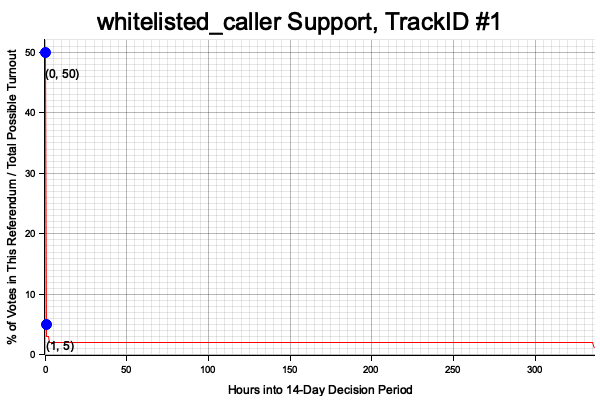 whitelisted_caller Support, TrackID #1
% of Votes in This Referendum / Total Possible Turnout
50
40
30
20
10
0
(0, 50)
(1, 5)
0 50 100 150 200 250 300
Hours into 14-Day Decision Period